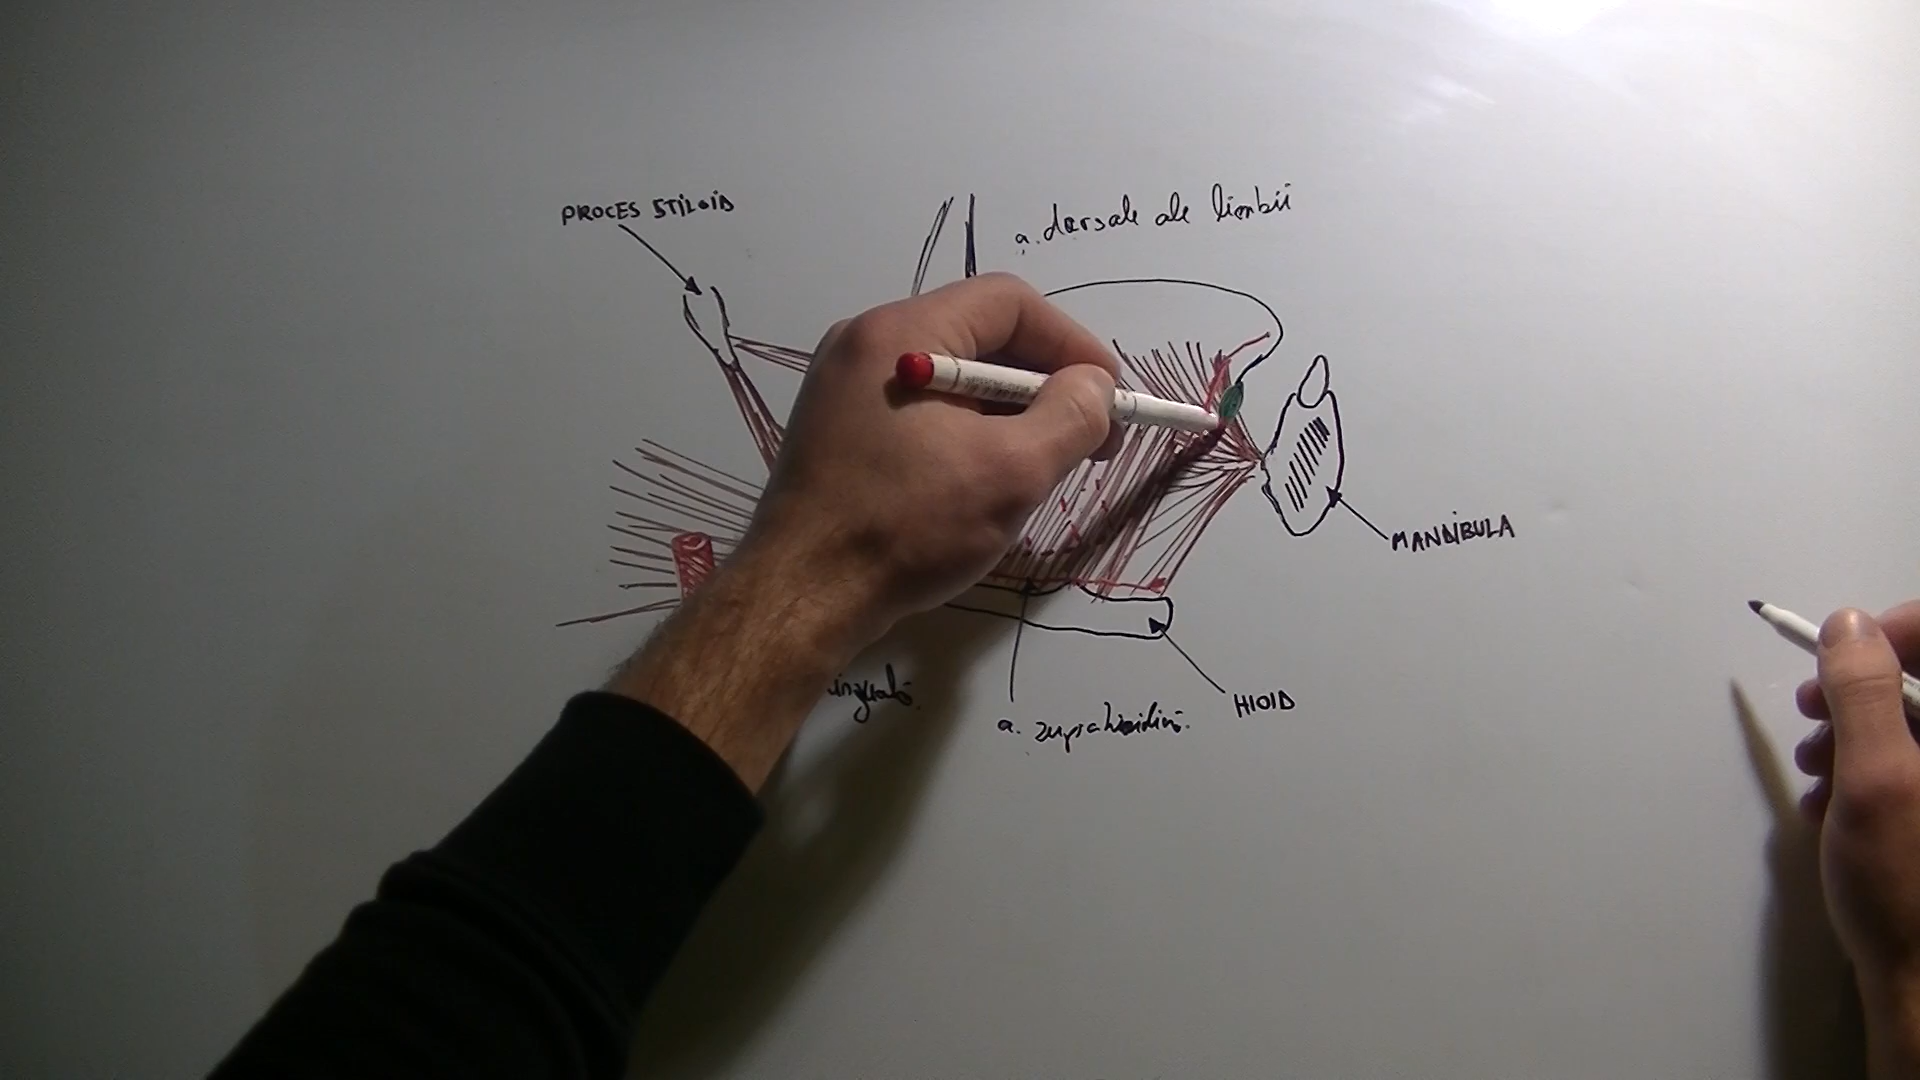 PROCES STILOID
a. dorsale ale limbii
MANDIBULA
HIOID
a. suprahioidiană